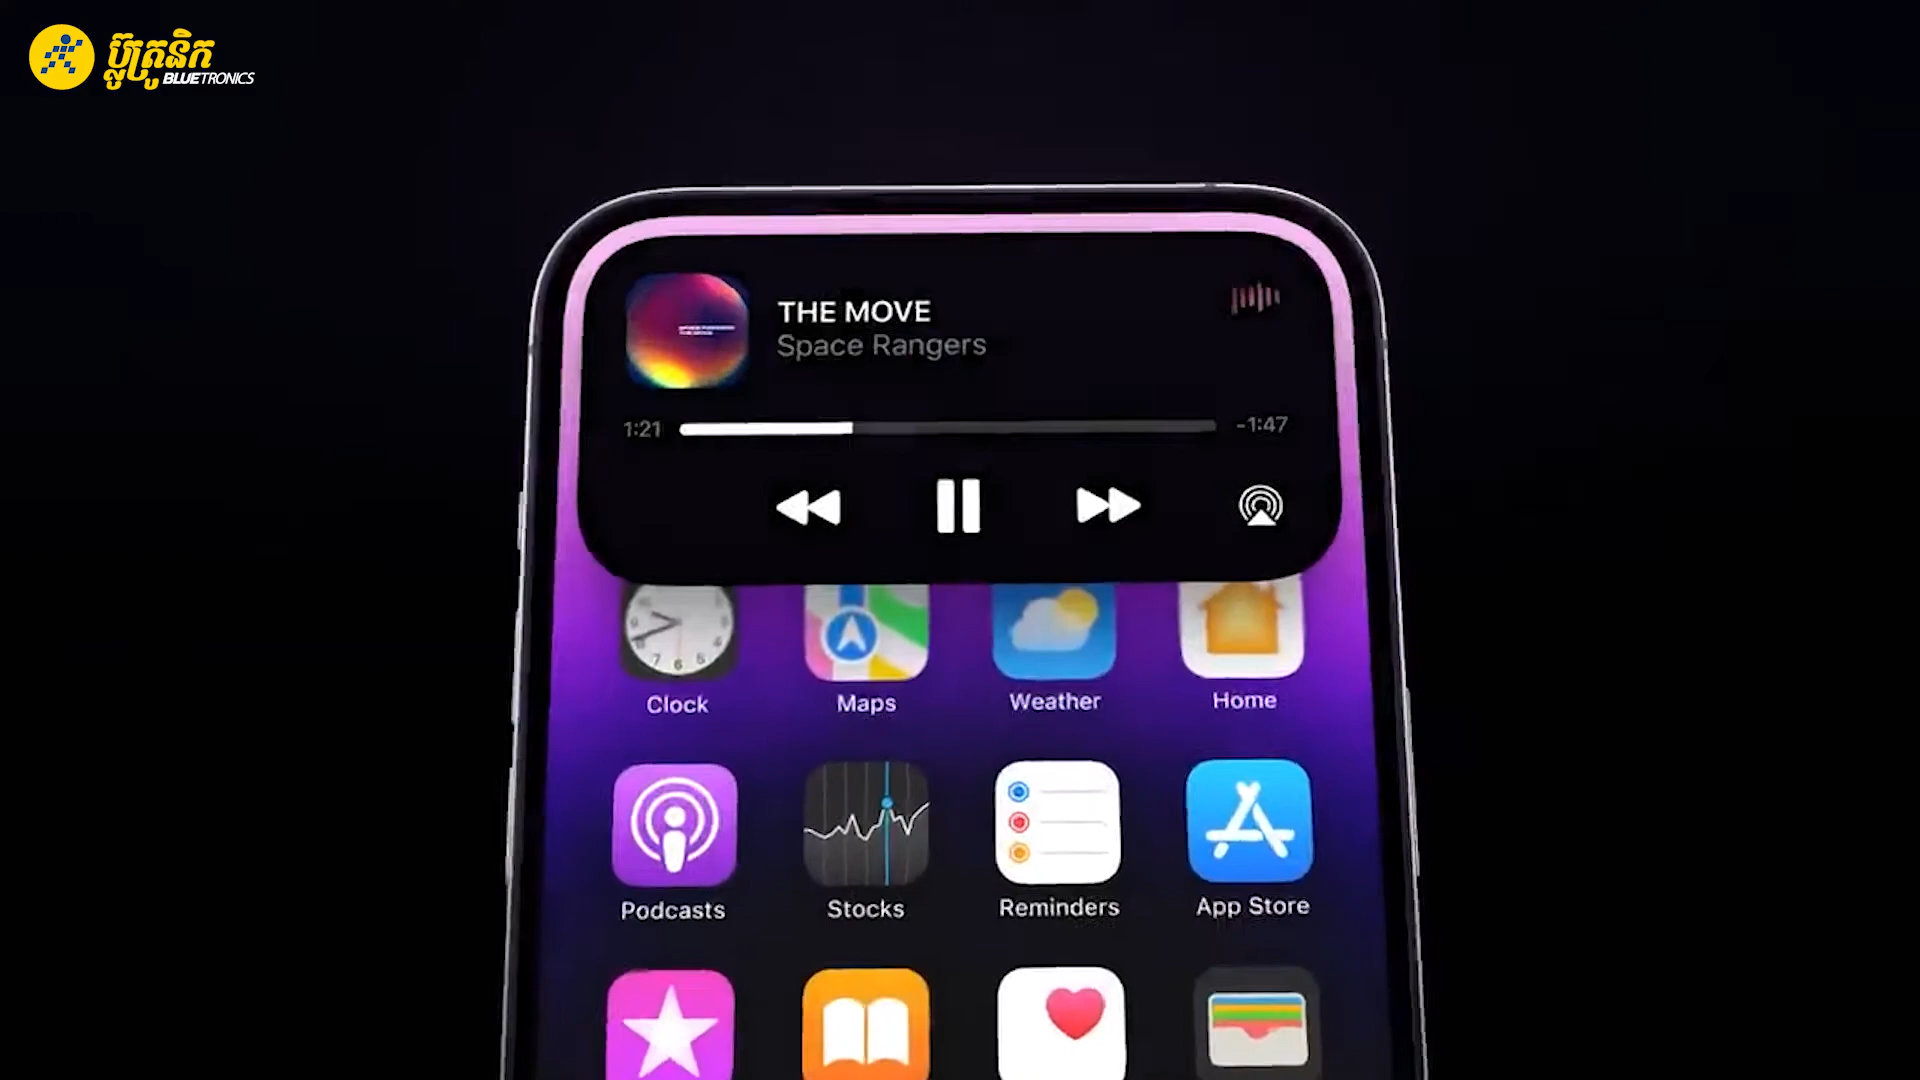 ប៊្លូត្រូនិក
BLUETRONICS
THE MOVE
Space Rangers
1:21
-1:47
Clock
Maps
Weather
Home
Podcasts
Stocks
Reminders
App Store